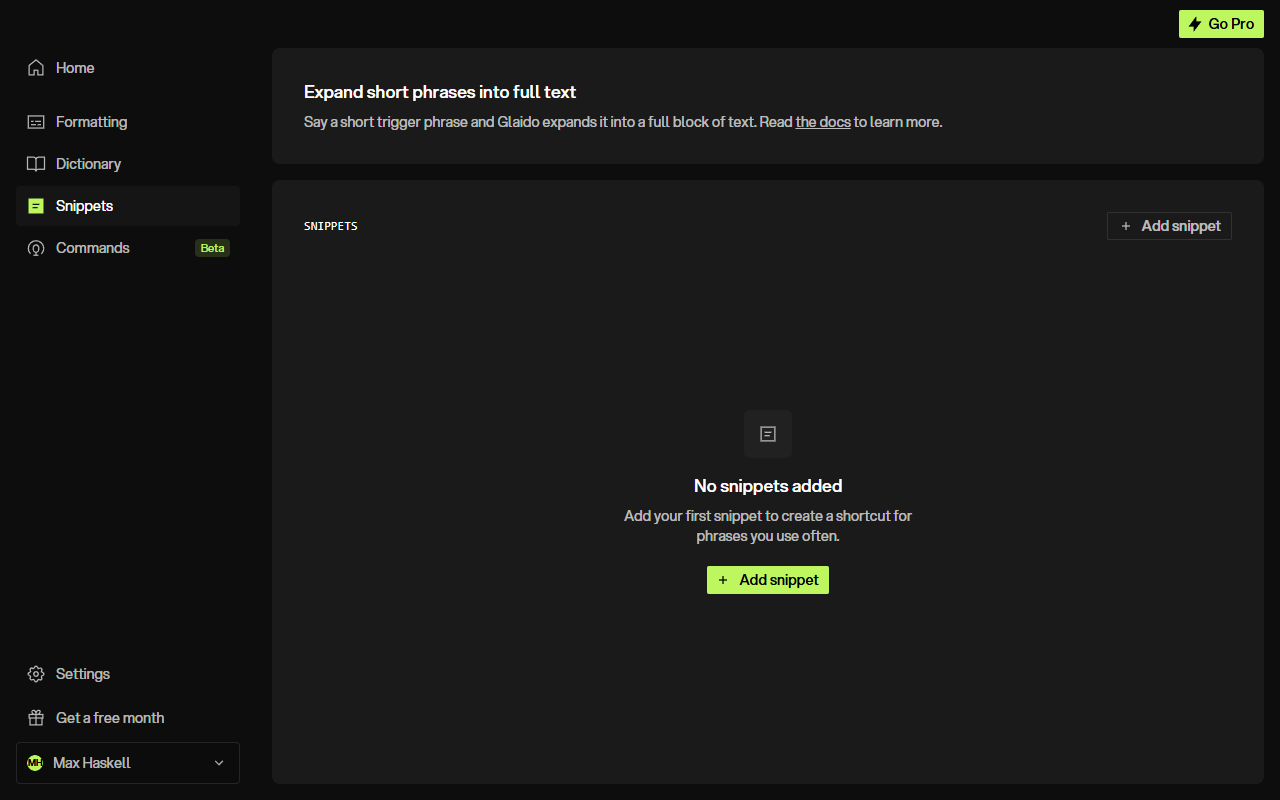 Go Pro
Home
Formatting
Dictionary
Snippets
Commands
Beta
Settings
Get a free month
MH
Max Haskell
Expand short phrases into full text
Say a short trigger phrase and Glaido expands it into a full block of text. Read the docs to learn more.
SNIPPETS
+ Add snippet
No snippets added
Add your first snippet to create a shortcut for
phrases you use often.
+ Add snippet